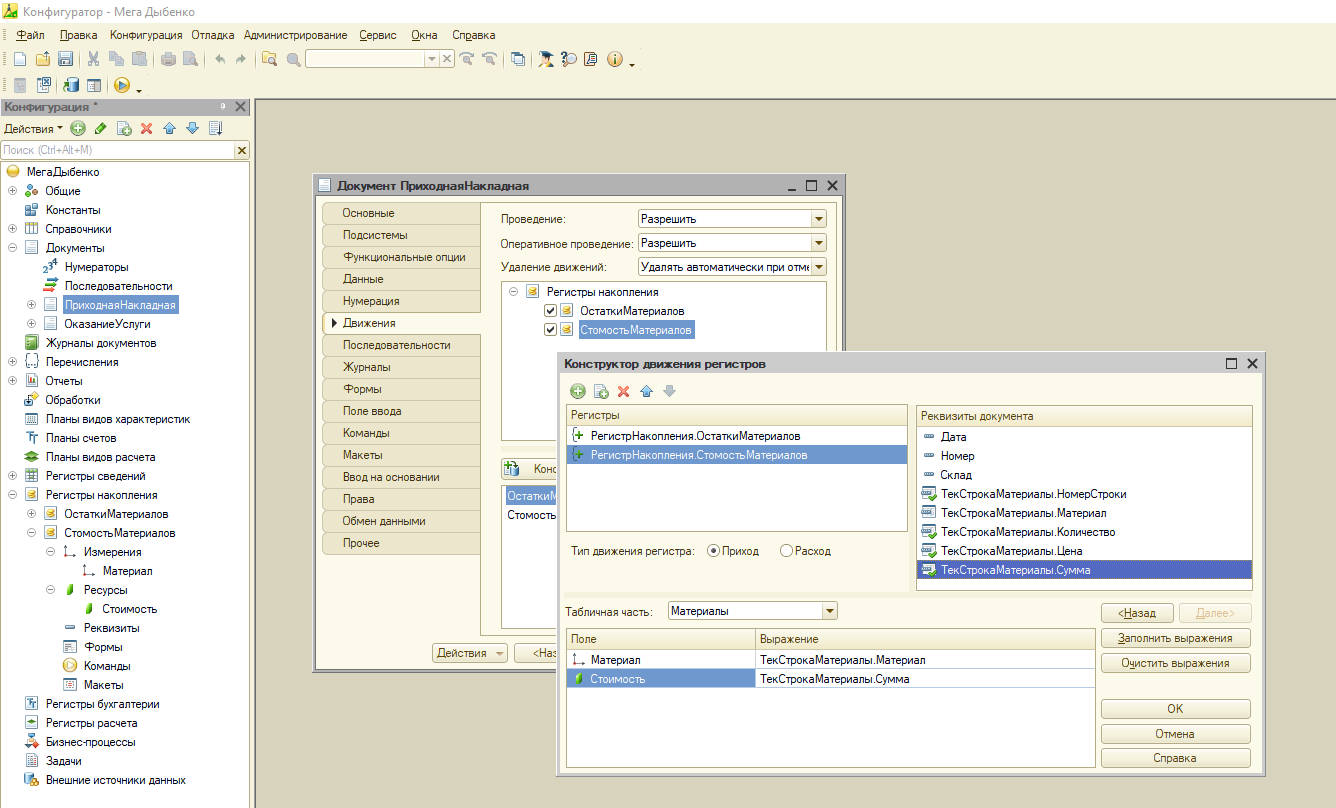 Конфигуратор - Мега Дыбенко
Файл Правка Конфигурация Отладка Администрирование Сервис Окна Справка
Конфигурация *
Действия
Поиск (Ctrl+Alt+M)
МегаДыбенко
Общие
Константы
Справочники
Документы
Нумераторы
Последовательности
ПриходнаяНакладная
ОказаниеУслуги
Журналы документов
Перечисления
Отчеты
Обработки
Планы видов характеристик
Планы счетов
Планы видов расчета
Регистры сведений
Регистры накопления
ОстаткиМатериалов
СтомостьМатериалов
Измерения
Материал
Ресурсы
Стоимость
Реквизиты
Формы
Команды
Макеты
Регистры бухгалтерии
Регистры расчета
Бизнес-процессы
Задачи
Внешние источники данных
Документ ПриходнаяНакладная
Основные
Подсистемы
Функциональные опции
Данные
Нумерация
Движения
Последовательности
Журналы
Формы
Поле ввода
Команды
Макеты
Ввод на основании
Права
Обмен данными
Прочее
Проведение: Разрешить
Оперативное проведение: Разрешить
Удаление движений: Удалять автоматически при отме
Регистры накопления
ОстаткиМатериалов
СтомостьМатериалов
Конс
ОстаткиМ
Стомость
Действия
<Наз
Конструктор движения регистров
Регистры
РегистрНакопления.ОстаткиМатериалов
РегистрНакопления.СтомостьМатериалов
Реквизиты документа
Дата
Номер
Склад
ТекСтрокаМатериалы.НомерСтроки
ТекСтрокаМатериалы.Материал
ТекСтрокаМатериалы.Количество
ТекСтрокаМатериалы.Цена
ТекСтрокаМатериалы.Сумма
Тип движения регистра: Приход Расход
Табличная часть: Материалы
<Назад Далее>
Поле Выражение
Материал ТекСтрокаМатериалы.Материал
Стоимость ТекСтрокаМатериалы.Сумма
Заполнить выражения
Очистить выражения
ОК
Отмена
Справка